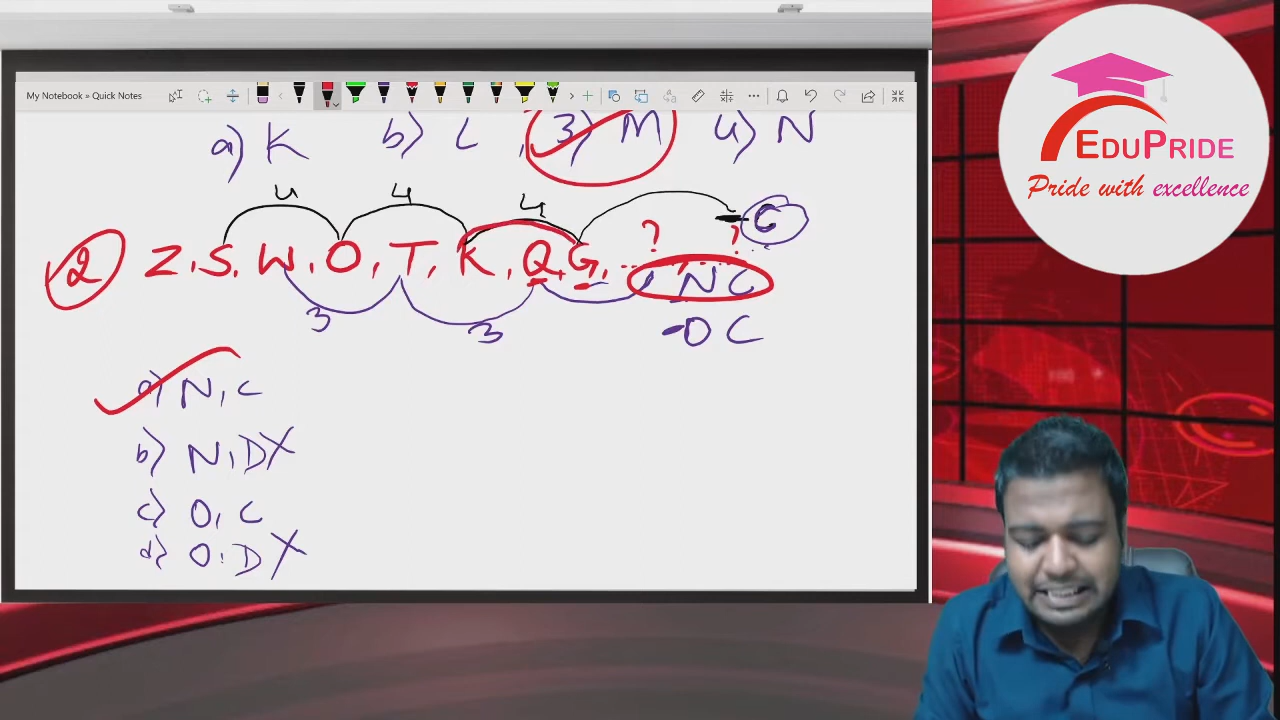 My Notebook » Quick Notes
a) K b) L 3) M 4) N
4 4 4 C
2 Z, S, W, O, T, K, Q, G, ? ?
N C
3 3 O C
a) N, C
b) N, D X
c) O, C
d) O, D X
EDUPRIDE
Pride with excellence